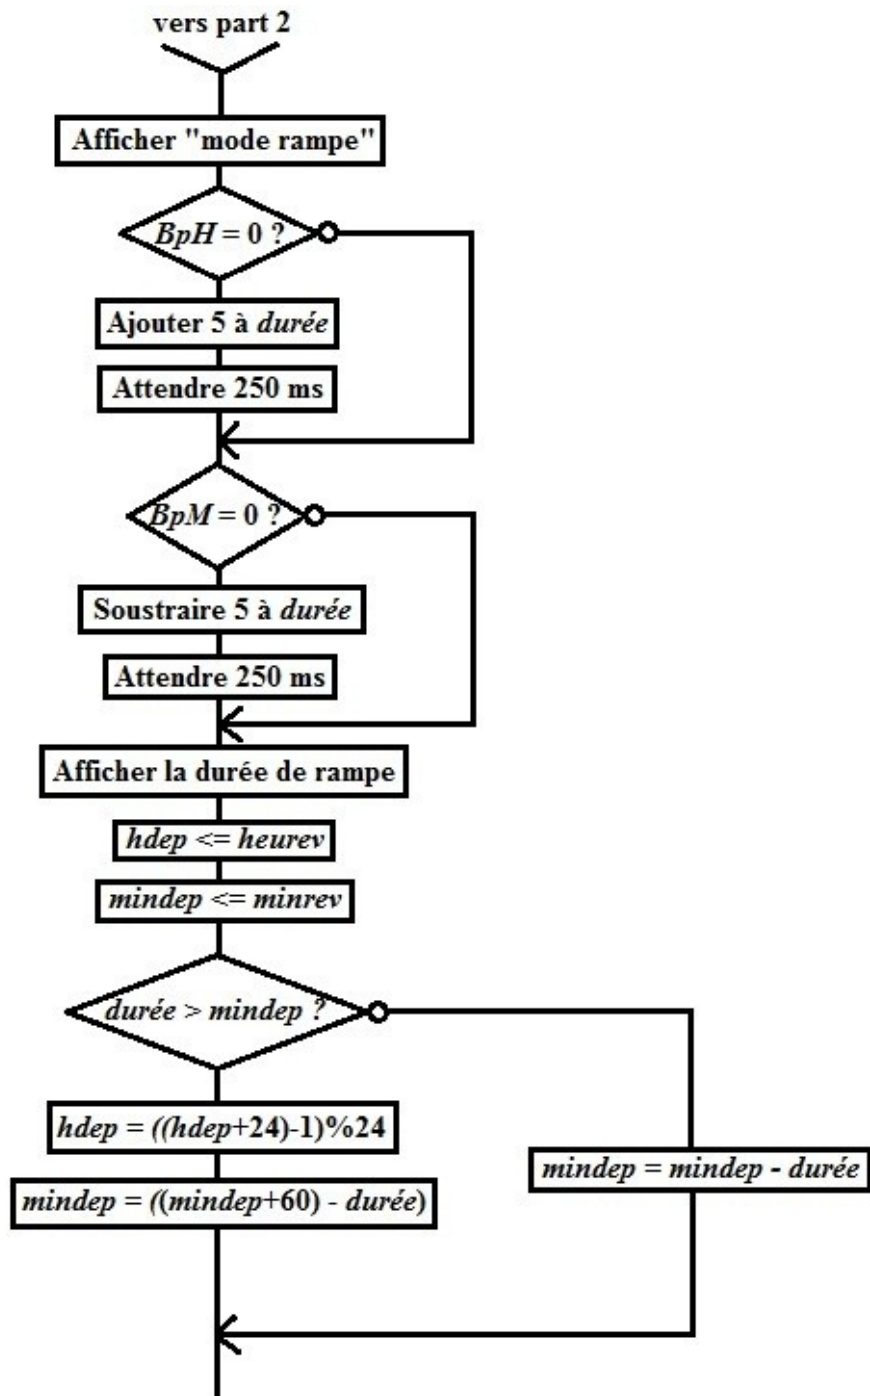 vers part 2
Afficher "mode rampe"
BpH = 0 ?
Ajouter 5 à durée
Attendre 250 ms
BpM = 0 ?
Soustraire 5 à durée
Attendre 250 ms
Afficher la durée de rampe
hdep <= heurev
mindep <= minrev
durée > mindep ?
hdep = ((hdep+24)-1)%24
mindep = mindep - durée
mindep = ((mindep+60) - durée)